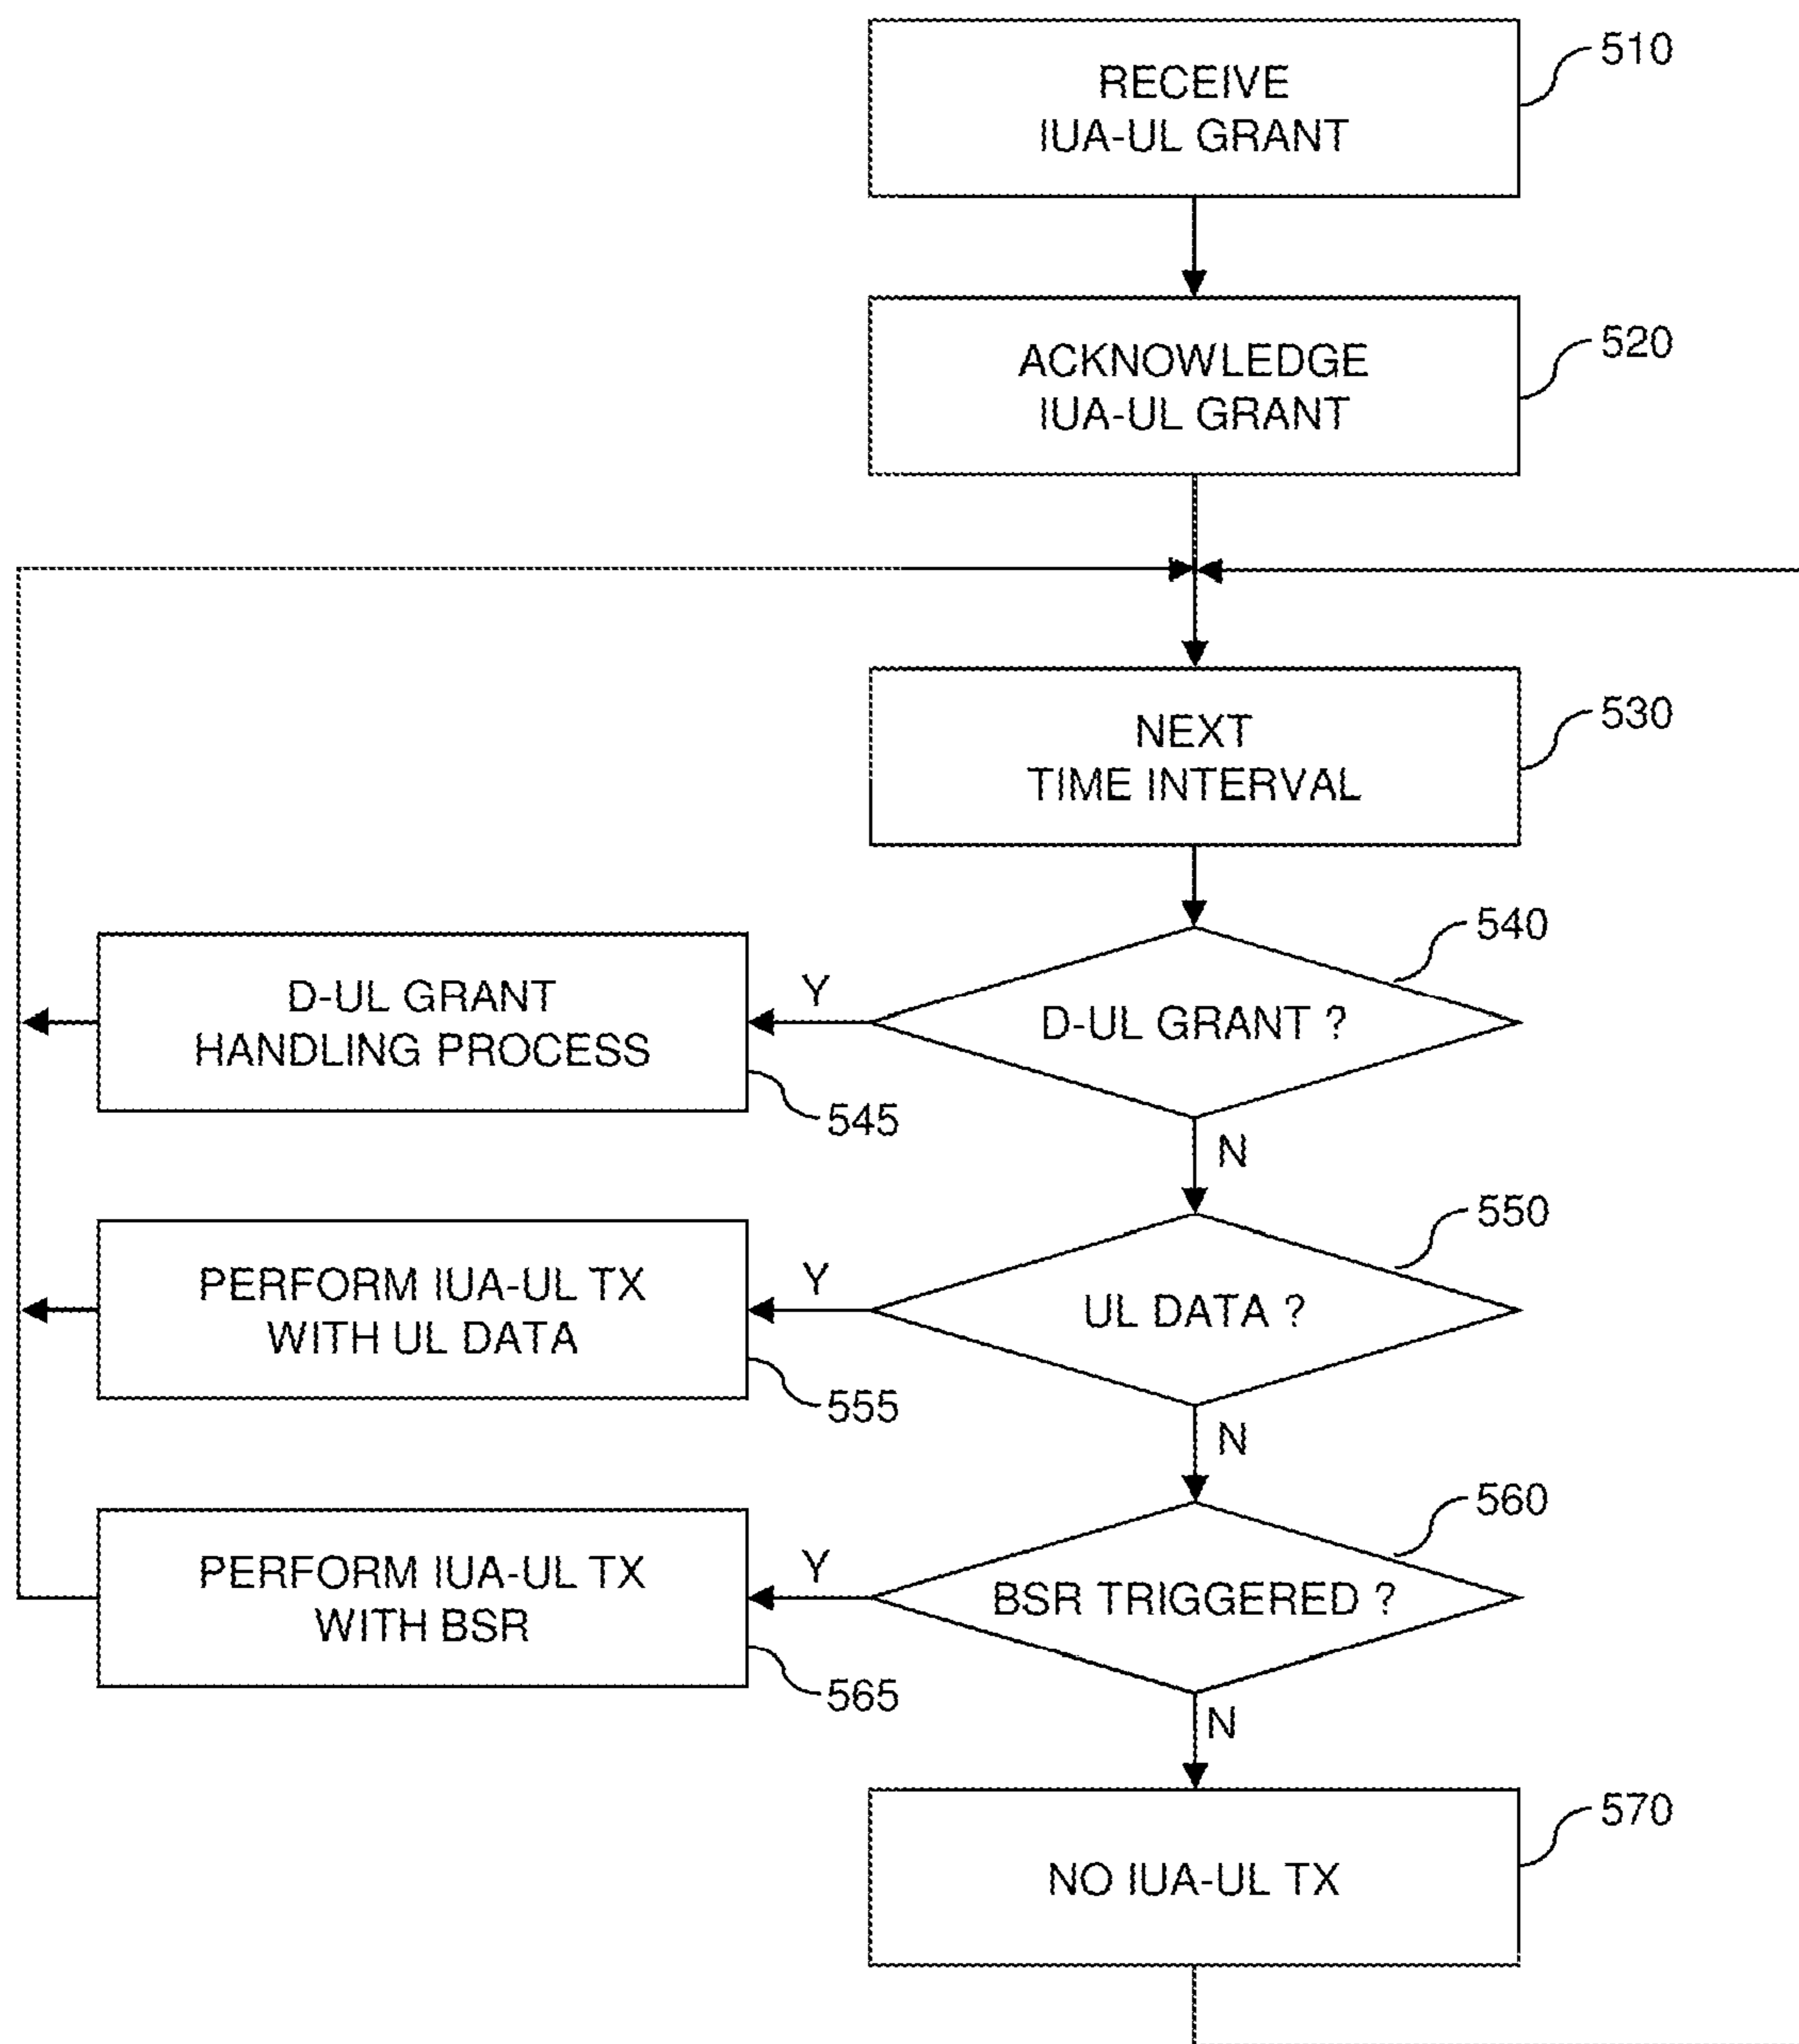 RECEIVE
IUA-UL GRANT
510
ACKNOWLEDGE
IUA-UL GRANT
520
NEXT
TIME INTERVAL
530
D-UL GRANT ?
540
Y
N
D-UL GRANT
HANDLING PROCESS
545
UL DATA ?
550
Y
N
PERFORM IUA-UL TX
WITH UL DATA
555
BSR TRIGGERED ?
560
Y
N
PERFORM IUA-UL TX
WITH BSR
565
NO IUA-UL TX
570